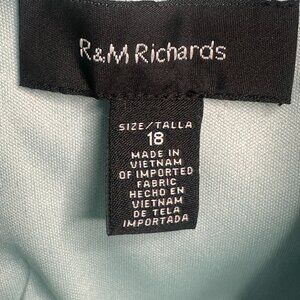 R&M Richards
SIZE/TALLA
18
MADE IN
VIETNAM
OF IMPORTED
FABRIC
HECHO EN
VIETNAM
DE TELA
IMPORTADA